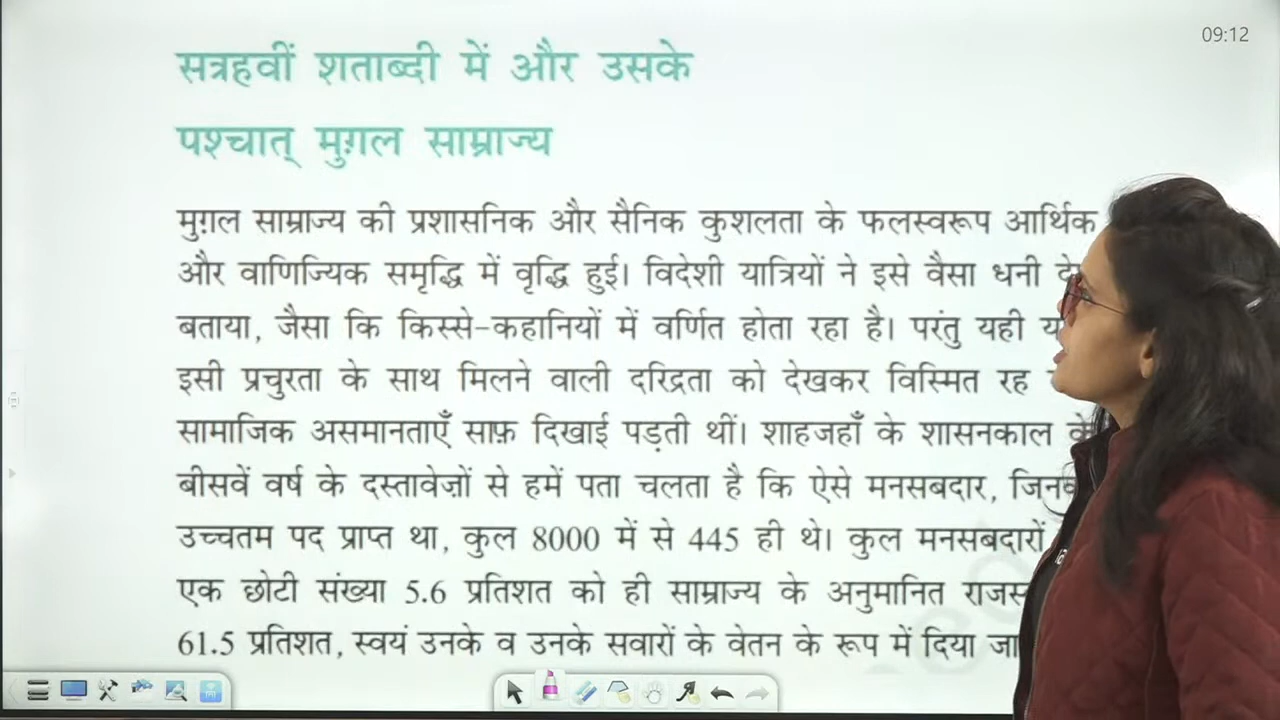 09:12
सत्रहवीं शताब्दी में और उसके
पश्चात् मुग़ल साम्राज्य
मुग़ल साम्राज्य की प्रशासनिक और सैनिक कुशलता के फलस्वरूप आर्थिक
और वाणिज्यिक समृद्धि में वृद्धि हुई। विदेशी यात्रियों ने इसे वैसा धनी
बताया, जैसा कि किस्से-कहानियों में वर्णित होता रहा है। परंतु यही
इसी प्रचुरता के साथ मिलने वाली दरिद्रता को देखकर विस्मित रह
सामाजिक असमानताएँ साफ़ दिखाई पड़ती थीं। शाहजहाँ के शासनकाल के
बीसवें वर्ष के दस्तावेज़ों से हमें पता चलता है कि ऐसे मनसबदार,
उच्चतम पद प्राप्त था, कुल 8000 में से 445 ही थे। कुल मनसबदारों
एक छोटी संख्या 5.6 प्रतिशत को ही साम्राज्य के अनुमानित
61.5 प्रतिशत, स्वयं उनके व उनके सवारों के वेतन के रूप में दिया